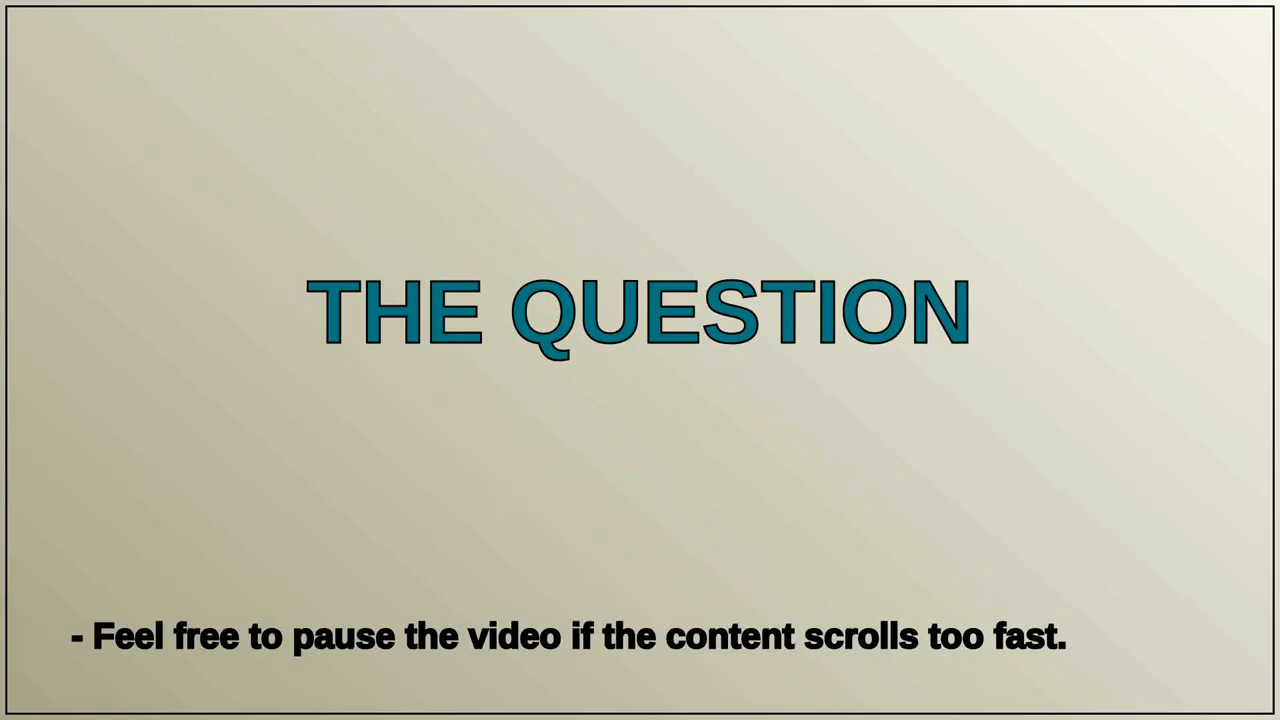 THE QUESTION
- Feel free to pause the video if the content scrolls too fast.